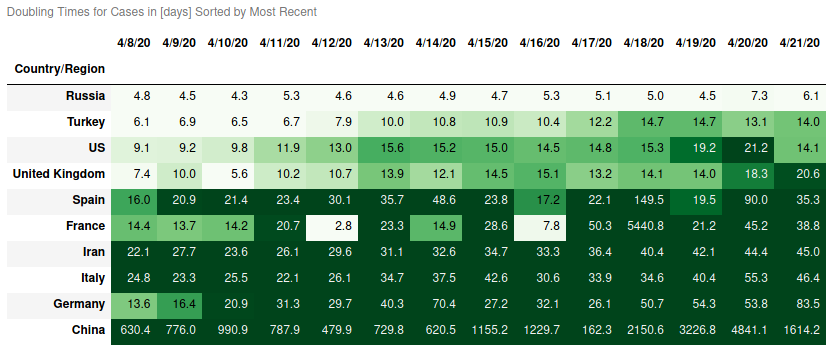 Doubling Times for Cases in [days] Sorted by Most Recent
4/8/20 4/9/20 4/10/20 4/11/20 4/12/20 4/13/20 4/14/20 4/15/20 4/16/20 4/17/20 4/18/20 4/19/20 4/20/20 4/21/20
Country/Region
Russia 4.8 4.5 4.3 5.3 4.6 4.6 4.9 4.7 5.3 5.1 5.0 4.5 7.3 6.1
Turkey 6.1 6.9 6.5 6.7 7.9 10.0 10.8 10.9 10.4 12.2 14.7 14.7 13.1 14.0
US 9.1 9.2 9.8 11.9 13.0 15.6 15.2 15.0 14.5 14.8 15.3 19.2 21.2 14.1
United Kingdom 7.4 10.0 5.6 10.2 10.7 13.9 12.1 14.5 15.1 13.2 14.1 14.0 18.3 20.6
Spain 16.0 20.9 21.4 23.4 30.1 35.7 48.6 23.8 17.2 22.1 149.5 19.5 90.0 35.3
France 14.4 13.7 14.2 20.7 2.8 23.3 14.9 28.6 7.8 50.3 5440.8 21.2 45.2 38.8
Iran 22.1 27.7 23.6 26.1 29.6 31.1 32.6 34.7 33.3 36.4 40.4 42.1 44.4 45.0
Italy 24.8 23.3 25.5 22.1 26.1 34.7 37.5 42.6 30.6 33.9 34.6 40.4 55.3 46.4
Germany 13.6 16.4 20.9 31.3 29.7 40.3 70.4 27.2 32.1 26.1 50.7 54.3 53.8 83.5
China 630.4 776.0 990.9 787.9 479.9 729.8 620.5 1155.2 1229.7 162.3 2150.6 3226.8 4841.1 1614.2